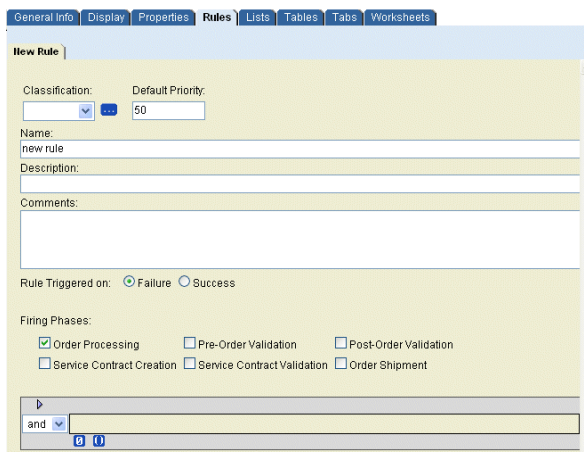 General Info Display Properties Rules Lists Tables Tabs Worksheets
New Rule
Classification: Default Priority:
... 50
Name:
new rule
Description:
Comments:
Rule Triggered on: Failure Success
Firing Phases:
Order Processing Pre-Order Validation Post-Order Validation
Service Contract Creation Service Contract Validation Order Shipment
and
0 ()